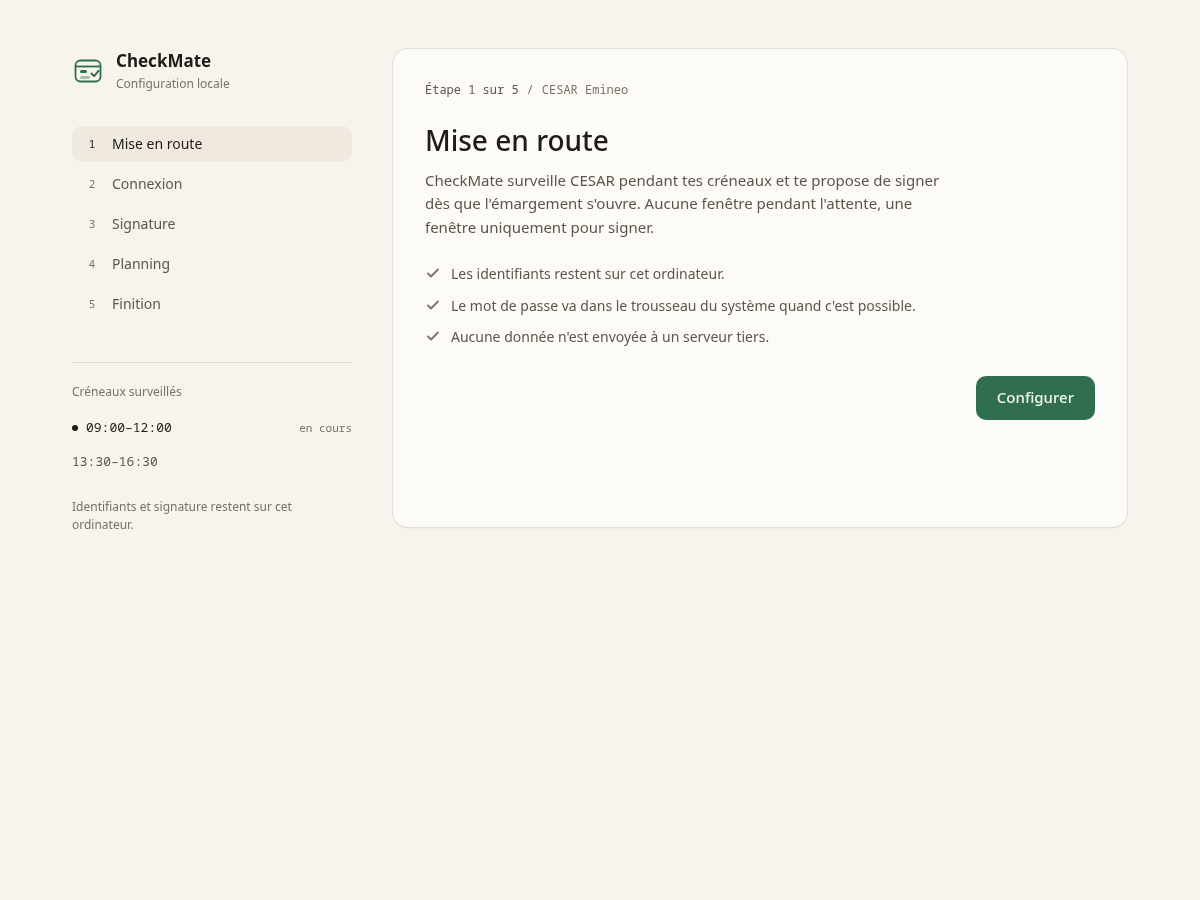 CheckMate
Configuration locale
1 Mise en route
2 Connexion
3 Signature
4 Planning
5 Finition
Créneaux surveillés
09:00–12:00 en cours
13:30–16:30
Identifiants et signature restent sur cet
ordinateur.
Étape 1 sur 5 / CESAR Emineo
Mise en route
CheckMate surveille CESAR pendant tes créneaux et te propose de signer
dès que l'émargement s'ouvre. Aucune fenêtre pendant l'attente, une
fenêtre uniquement pour signer.
Les identifiants restent sur cet ordinateur.
Le mot de passe va dans le trousseau du système quand c'est possible.
Aucune donnée n'est envoyée à un serveur tiers.
Configurer